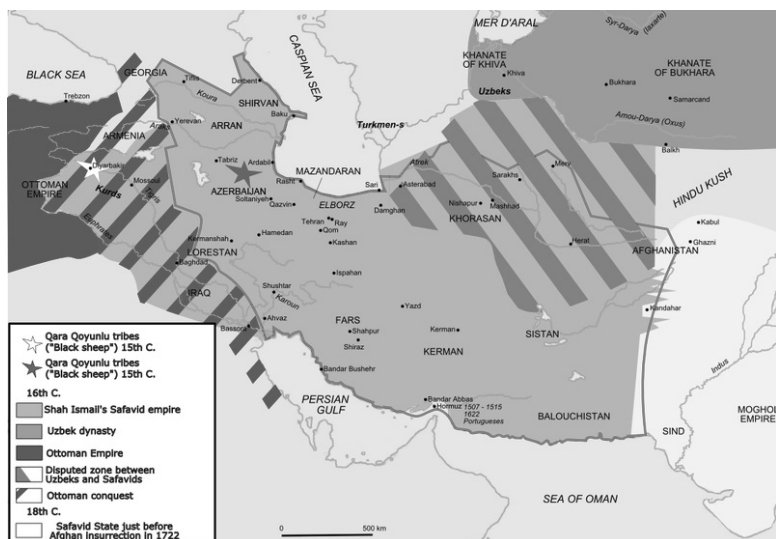 MER D'ARAL
Syr-Darya (Iaxarte)
KHANATE
OF KHIVA
Khiva
Uzbeks
KHANATE
OF BUKHARA
Bukhara
Samarcand
Amou-Darya (Oxus)
Balkh
BLACK SEA
Trebzon
GEORGIA
Tiflis
Koura
Derbent
SHIRVAN
Baku
CASPIAN SEA
Turkmen-s
ARMENIA
Araks
Yerevan
ARRAN
Diyarbakir
OTTOMAN
EMPIRE
Kurds
Mossoul
Tigris
Euphrates
Tabriz
Ardabil
AZERBAIJAN
Soltaniyeh
Rasht
Qazvin
MAZANDARAN
ELBORZ
Sari
Asterabad
Damghan
Atrek
Tehran
Ray
Qom
Kashan
Nishapur
Mashhad
Sarakhs
Merv
KHORASAN
Herat
HINDU KUSH
Kabul
Ghazni
AFGHANISTAN
Kandahar
Kermanshah
Hamedan
LORESTAN
Baghdad
IRAQ
Bassora
Shushtar
Karoun
Ahvaz
Ispahan
Yazd
FARS
Shahpur
Shiraz
Kerman
KERMAN
SISTAN
Bandar Bushehr
Bandar Abbas
Hormuz
1507 - 1515
1622
Portugueses
BALOUCHISTAN
PERSIAN
GULF
SEA OF OMAN
SIND
Indus
MOGHOL
EMPIRE
Qara Qoyunlu tribes
("Black sheep") 15th C.
Qara Qoyunlu tribes
("Black sheep") 15th C.
16th C.
Shah Ismail's Safavid empire
Uzbek dynasty
Ottoman Empire
Disputed zone between
Uzbeks and Safavids
Ottoman conquest
18th C.
Safavid State just before
Afghan insurrection in 1722
0
500 km